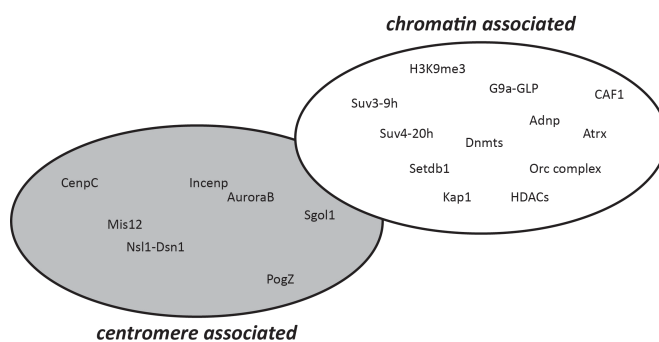 chromatin associated
H3K9me3
G9a-GLP
CAF1
Suv3-9h
Adnp
Suv4-20h
Atrx
Dnmts
Setdb1
Orc complex
Kap1
HDACs
CenpC
Incenp
AuroraB
Sgol1
Mis12
Nsl1-Dsn1
PogZ
centromere associated